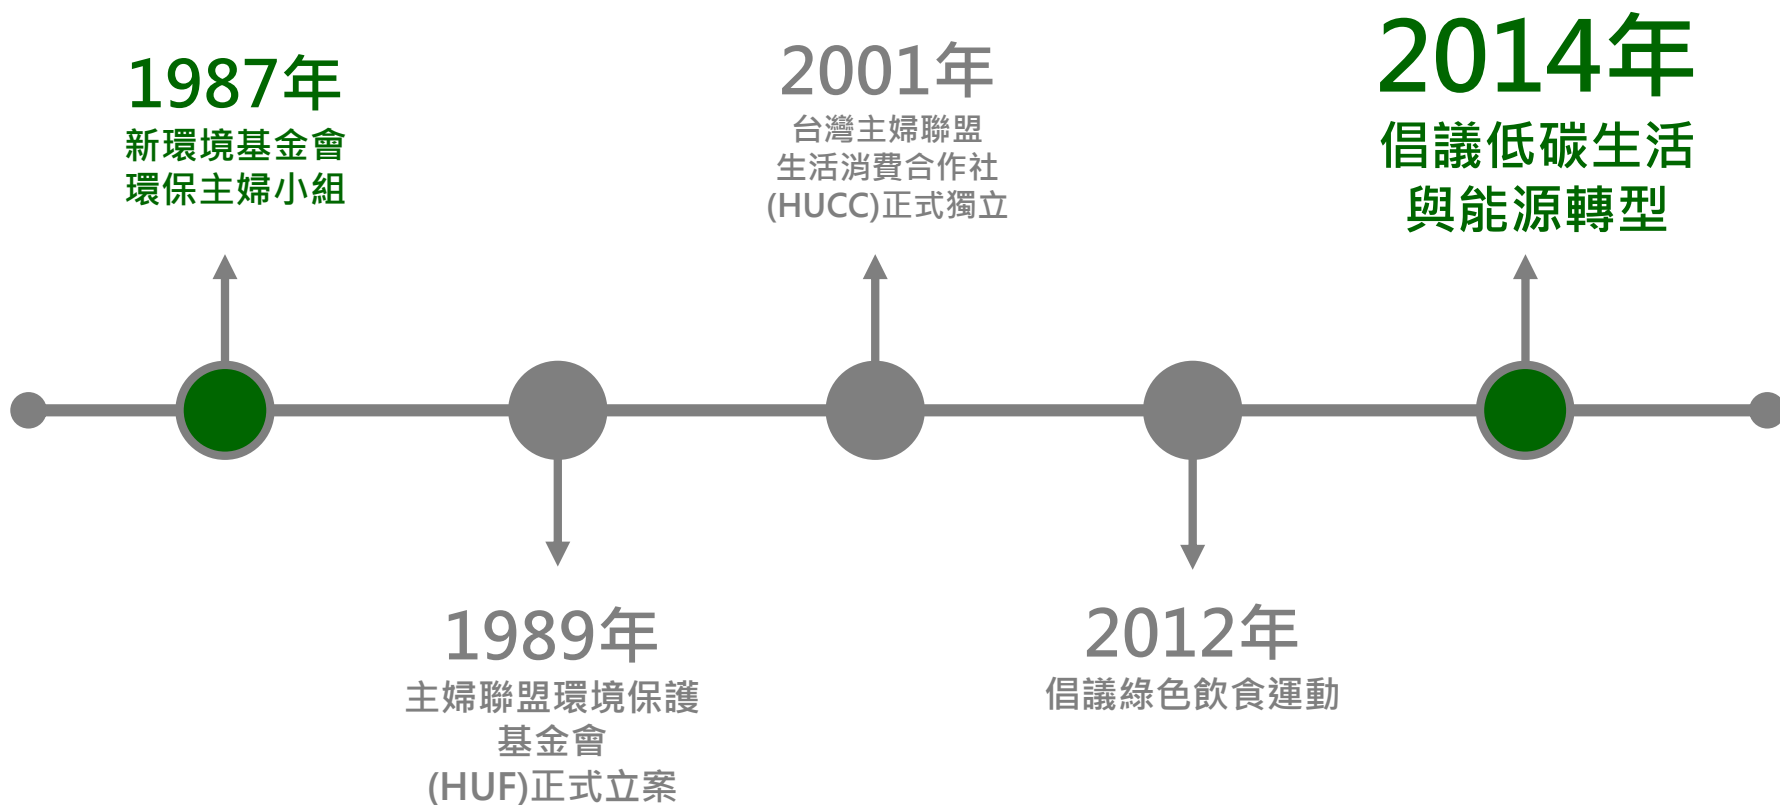 1987年
新環境基金會
環保主婦小組
1989年
主婦聯盟環境保護
基金會
(HUF)正式立案
2001年
台灣主婦聯盟
生活消費合作社
(HUCC)正式獨立
2012年
倡議綠色飲食運動
2014年
倡議低碳生活
與能源轉型